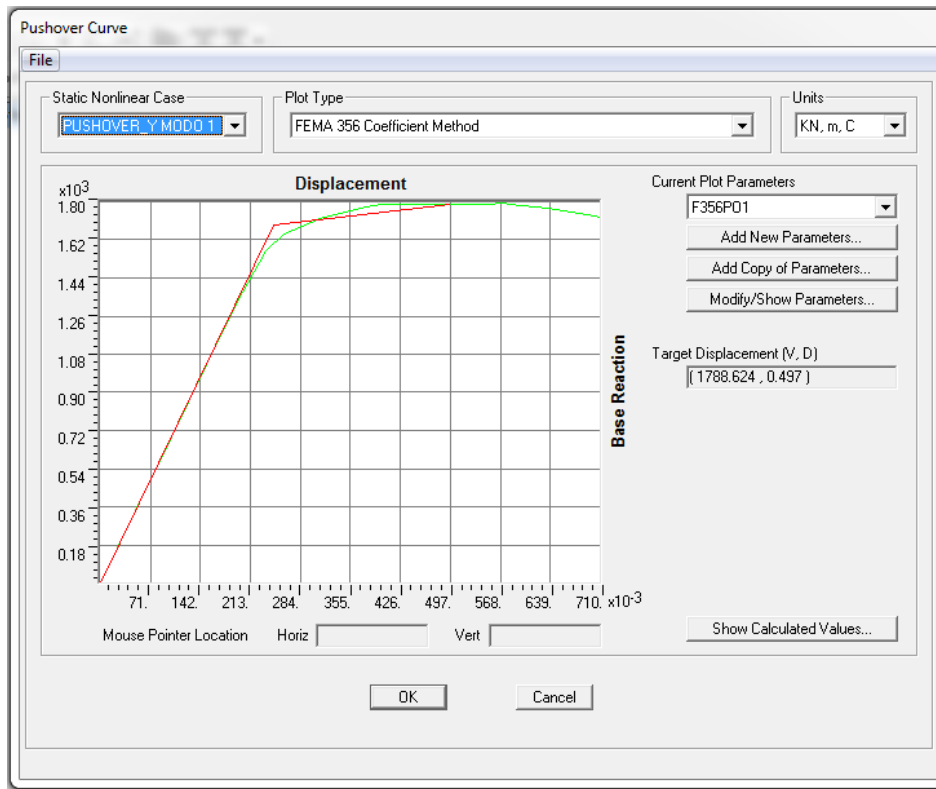 Pushover Curve
File
Static Nonlinear Case
PUSHOVER_Y MODO 1
Plot Type
FEMA 356 Coefficient Method
Units
KN, m, C
Displacement
x10³
1.80
1.62
1.44
1.26
1.08
0.90
0.72
0.54
0.36
0.18
71. 142. 213. 284. 355. 426. 497. 568. 639. 710. x10⁻³
Base Reaction
Mouse Pointer Location Horiz Vert
Current Plot Parameters
F356PO1
Add New Parameters...
Add Copy of Parameters...
Modify/Show Parameters...
Target Displacement (V, D)
( 1788.624 , 0.497 )
Show Calculated Values...
OK Cancel